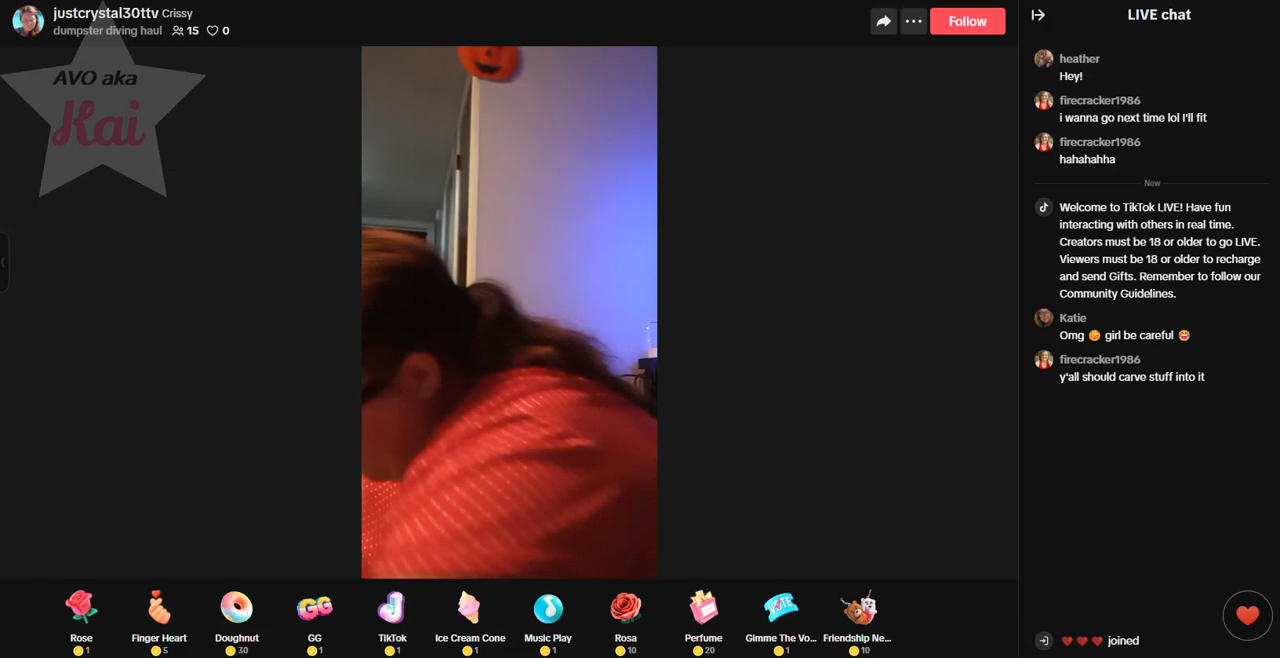 justcrystal30ttv Crissy
dumpster diving haul 15 0
Follow
AVO aka
Kai
LIVE chat
heather
Hey!
firecracker1986
i wanna go next time lol I'll fit
firecracker1986
hahahahha
New
Welcome to TikTok LIVE! Have fun
interacting with others in real time.
Creators must be 18 or older to go LIVE.
Viewers must be 18 or older to recharge
and send Gifts. Remember to follow our
Community Guidelines.
Katie
Omg 🤭 girl be careful 😂
firecracker1986
y'all should carve stuff into it
❤️ ❤️ ❤️ joined
GG
Rose
Finger Heart
Doughnut
GG
TikTok
Ice Cream Cone
Music Play
Rosa
Perfume
GImme The Vo...
Friendship Ne...
1
5
30
1
1
1
1
10
20
1
10